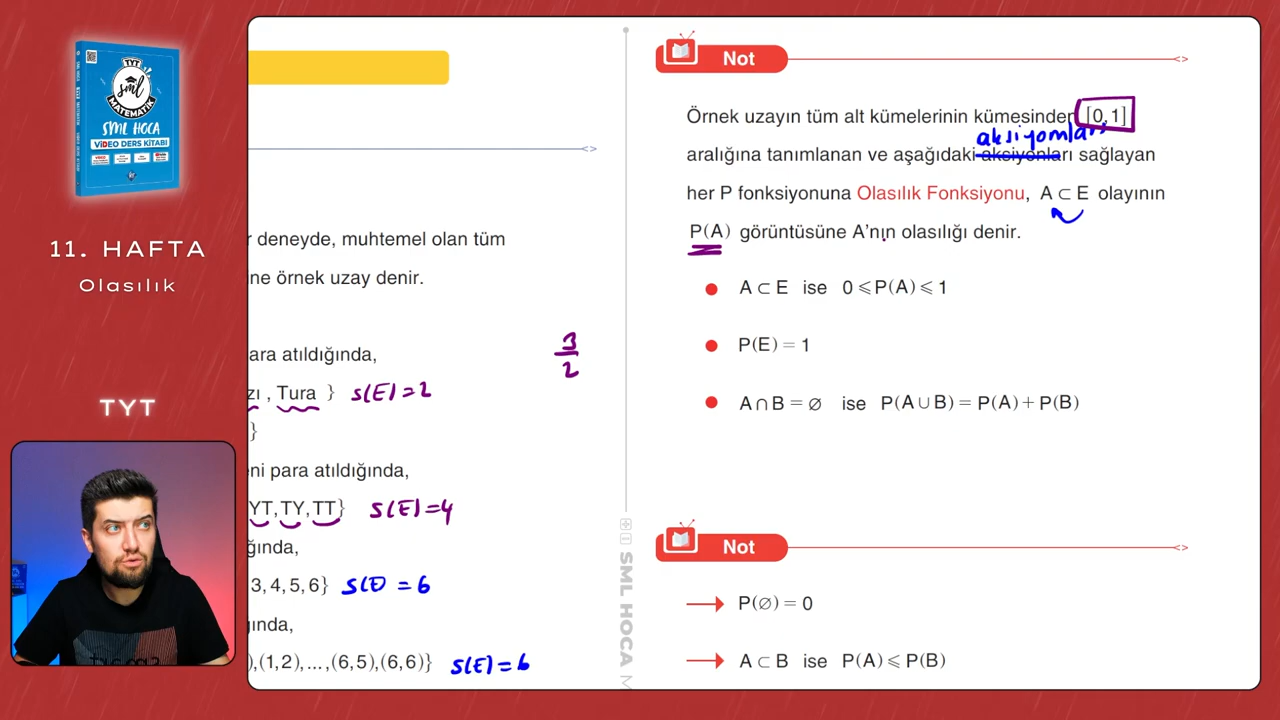 TYT
sml
MATEMATİK
SML HOCA
VİDEO DERS KİTABI
11. HAFTA
Olasılık
TYT
r deneyde, muhtemel olan tüm
ne örnek uzay denir.
ara atıldığında,
zı , Tura } s(E)=2
}
3/2
eni para atıldığında,
YT, TY, TT} s(E)=4
ğında,
3, 4, 5, 6} s(E) = 6
ğında,
), (1, 2), ..., (6, 5), (6, 6)} s(E)=6
SML HOCA M
Not
Örnek uzayın tüm alt kümelerinin kümesinden [0, 1]
aksiyomları
aralığına tanımlanan ve aşağıdaki aksiyonları sağlayan
her P fonksiyonuna Olasılık Fonksiyonu, A ⊂ E olayının
P(A) görüntüsüne A'nın olasılığı denir.
● A ⊂ E ise 0 ⩽ P(A) ⩽ 1
● P(E) = 1
● A ∩ B = ∅ ise P(A ∪ B) = P(A) + P(B)
Not
→ P(∅) = 0
→ A ⊂ B ise P(A) ⩽ P(B)